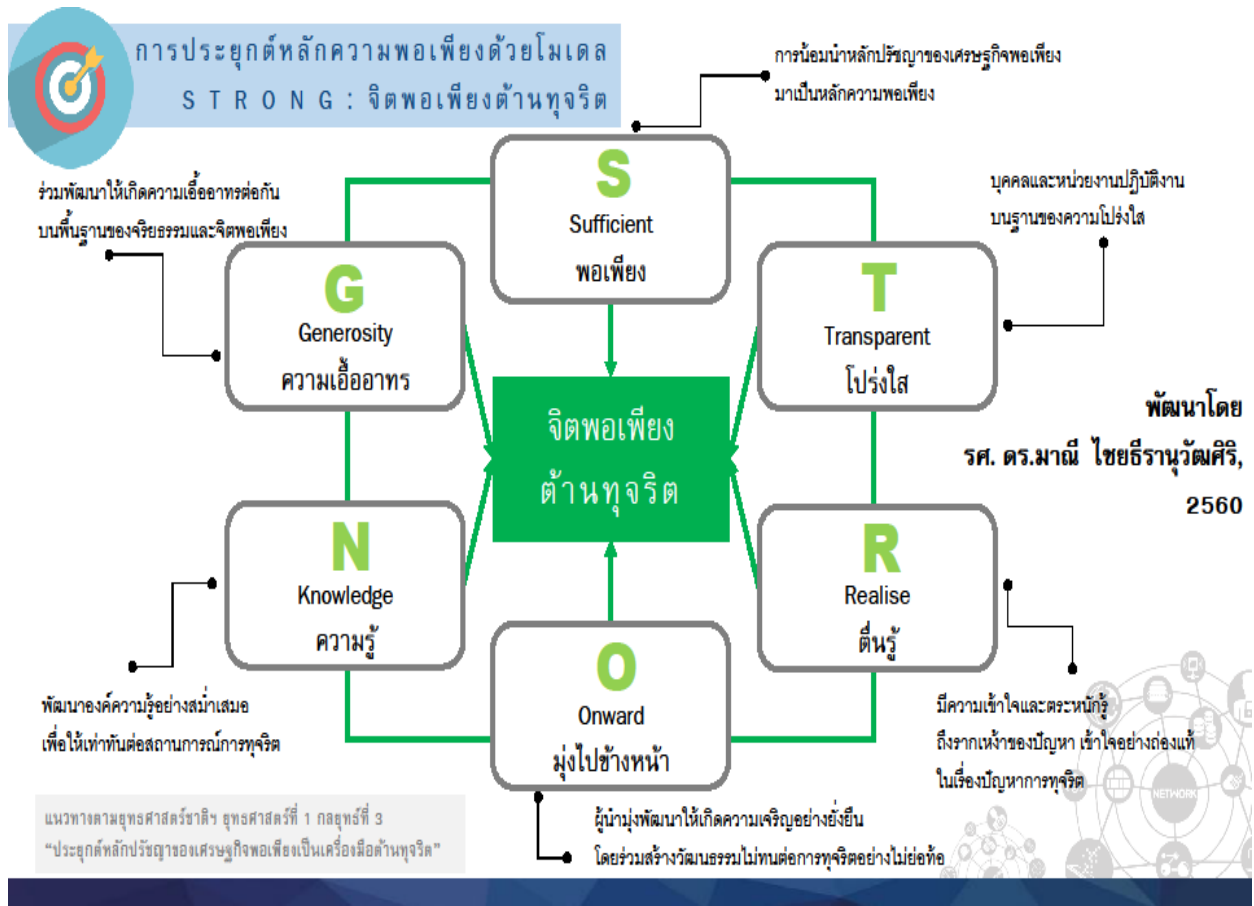 การประยุกต์หลักความพอเพียงด้วยโมเดล
STRONG: จิตพอเพียงต้านทุจริต
การน้อมนำหลักปรัชญาของเศรษฐกิจพอเพียง
มาเป็นหลักความพอเพียง
S
Sufficient
พอเพียง
บุคคลและหน่วยงานปฏิบัติงาน
บนฐานของความโปร่งใส
T
Transparent
โปร่งใส
ร่วมพัฒนาให้เกิดความเอื้ออาทรต่อกัน
บนพื้นฐานของจริยธรรมและจิตพอเพียง
G
Generosity
ความเอื้ออาทร
จิตพอเพียง
ต้านทุจริต
พัฒนาโดย
รศ. ดร.มาณี ไชยธีรานุวัฒศิริ,
2560
N
Knowledge
ความรู้
R
Realise
ตื่นรู้
O
Onward
มุ่งไปข้างหน้า
พัฒนาองค์ความรู้อย่างสม่ำเสมอ
เพื่อให้เท่าทันต่อสถานการณ์การทุจริต
มีความเข้าใจและตระหนักรู้
ถึงรากเหง้าของปัญหา เข้าใจอย่างถ่องแท้
ในเรื่องปัญหาการทุจริต
NETWORK
แนวทางตามยุทธศาสตร์ชาติฯ ยุทธศาสตร์ที่ 1 กลยุทธ์ที่ 3
“ประยุกต์หลักปรัชญาของเศรษฐกิจพอเพียงเป็นเครื่องมือต้านทุจริต”
ผู้นำมุ่งพัฒนาให้เกิดความเจริญอย่างยั่งยืน
โดยร่วมสร้างวัฒนธรรมไม่ทนต่อการทุจริตอย่างไม่ย่อท้อ